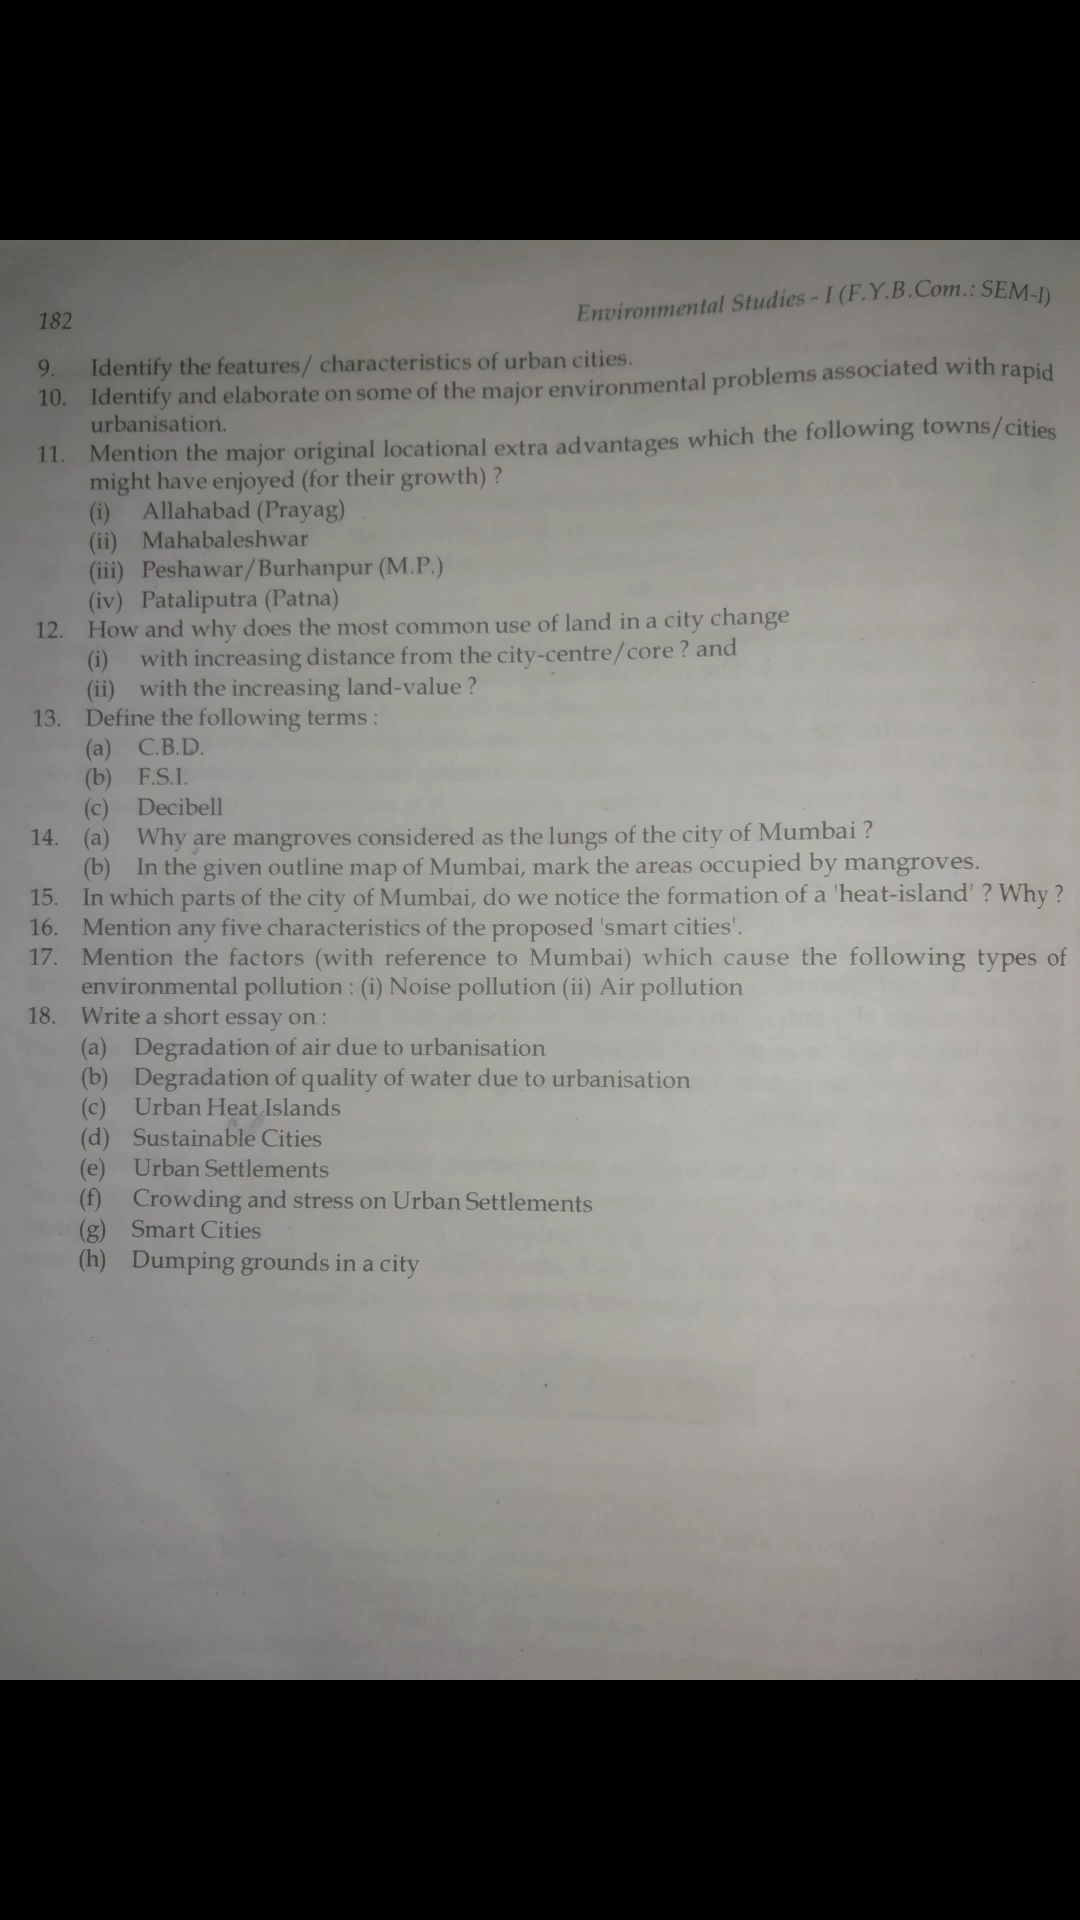 182
Environmental Studies - I (F.Y.B.Com.: SEM-I)
9. Identify the features/ characteristics of urban cities.
10. Identify and elaborate on some of the major environmental problems associated with rapid
urbanisation.
11. Mention the major original locational extra advantages which the following towns/cities
might have enjoyed (for their growth) ?
(i) Allahabad (Prayag)
(ii) Mahabaleshwar
(iii) Peshawar/Burhanpur (M.P.)
(iv) Pataliputra (Patna)
12. How and why does the most common use of land in a city change
(i) with increasing distance from the city-centre/core ? and
(ii) with the increasing land-value ?
13. Define the following terms :
(a) C.B.D.
(b) F.S.I.
(c) Decibell
14. (a) Why are mangroves considered as the lungs of the city of Mumbai ?
(b) In the given outline map of Mumbai, mark the areas occupied by mangroves.
15. In which parts of the city of Mumbai, do we notice the formation of a 'heat-island' ? Why ?
16. Mention any five characteristics of the proposed 'smart cities'.
17. Mention the factors (with reference to Mumbai) which cause the following types of
environmental pollution : (i) Noise pollution (ii) Air pollution
18. Write a short essay on :
(a) Degradation of air due to urbanisation
(b) Degradation of quality of water due to urbanisation
(c) Urban Heat Islands
(d) Sustainable Cities
(e) Urban Settlements
(f) Crowding and stress on Urban Settlements
(g) Smart Cities
(h) Dumping grounds in a city